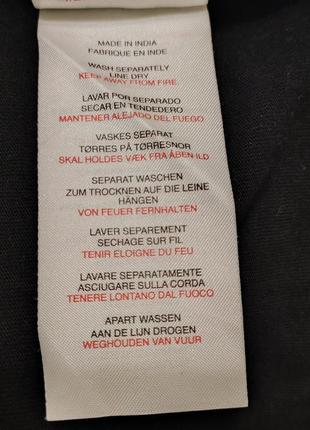 MADE IN INDIA
FABRIQUE EN INDE
WASH SEPARATELY
LINE DRY
KEEP AWAY FROM FIRE
LAVAR POR SEPARADO
SECAR EN TENDEDERO
MANTENER ALEJADO DEL FUEGO
VASKES SEPARAT
TØRRES PÅ TØRRESNOR
SKAL HOLDES VÆK FRA ÅBEN ILD
SEPARAT WASCHEN
ZUM TROCKNEN AUF DIE LEINE
HÄNGEN
VON FEUER FERNHALTEN
LAVER SEPAREMENT
SECHAGE SUR FIL
TENIR ELOIGNE DU FEU
LAVARE SEPARATAMENTE
ASCIUGARE SULLA CORDA
TENERE LONTANO DAL FUOCO
APART WASSEN
AAN DE LIJN DROGEN
WEGHOUDEN VAN VUUR